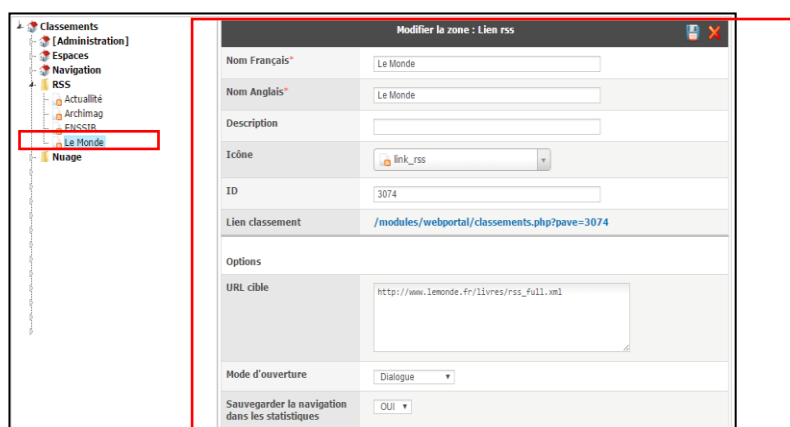 Classements
[Administration]
Espaces
Navigation
RSS
Actuallité
Archimag
ENSSIB
Le Monde
Nuage
Modifier la zone : Lien rss
Nom Français* Le Monde
Nom Anglais* Le Monde
Description
Icône link_rss
ID 3074
Lien classement /modules/webportal/classements.php?pave=3074
Options
URL cible http://www.lemonde.fr/livres/rss_full.xml
Mode d'ouverture Dialogue
Sauvegarder la navigation OUI
dans les statistiques